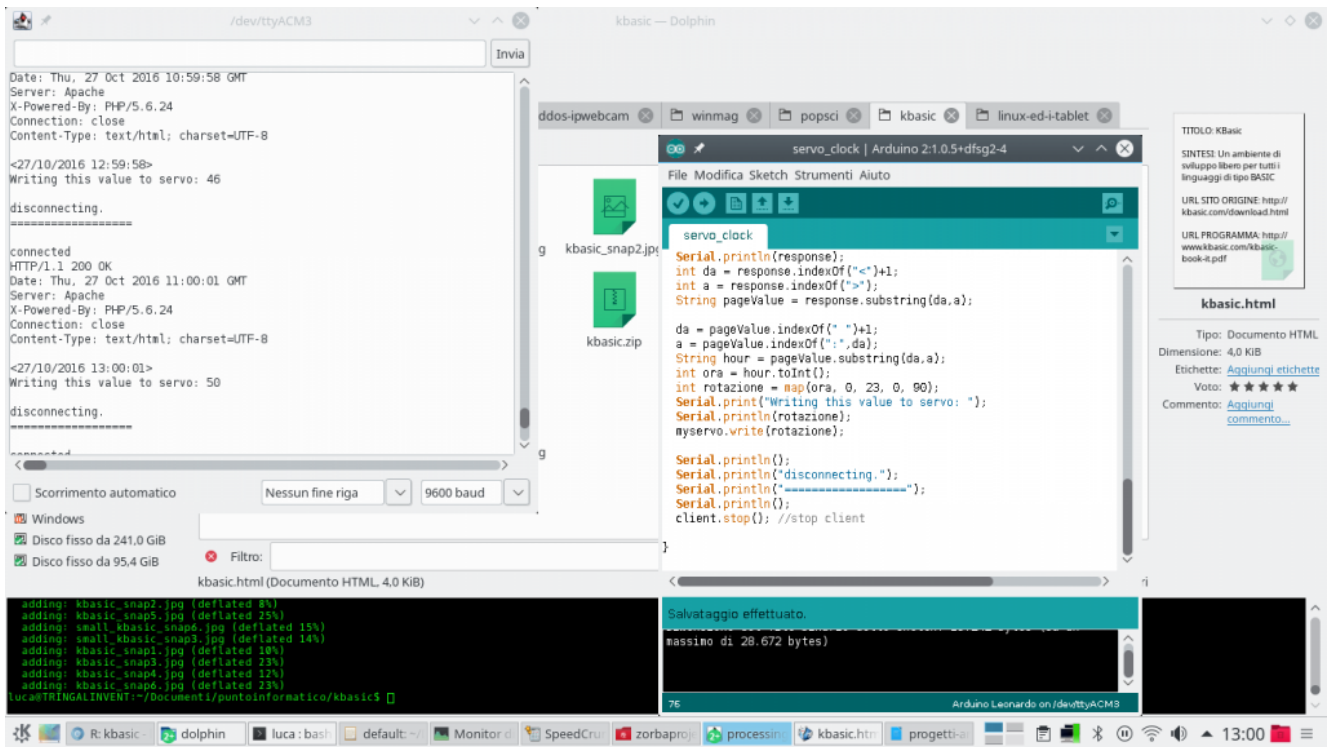 /dev/ttyACM3
Invia
Date: Thu, 27 Oct 2016 10:59:58 GMT
Server: Apache
X-Powered-By: PHP/5.6.24
Connection: close
Content-Type: text/html; charset=UTF-8
<27/10/2016 12:59:58>
Writing this value to servo: 46
disconnecting.
==================
connected
HTTP/1.1 200 OK
Date: Thu, 27 Oct 2016 11:00:01 GMT
Server: Apache
X-Powered-By: PHP/5.6.24
Connection: close
Content-Type: text/html; charset=UTF-8
<27/10/2016 13:00:01>
Writing this value to servo: 50
disconnecting.
==================
connected
Scorrimento automatico
Nessun fine riga
9600 baud
kbasic — Dolphin
ddos-ipwebcam
winmag
popsci
kbasic
linux-ed-i-tablet
g
kbasic_snap2.jpg
kbasic.zip
g
Windows
Disco fisso da 241,0 GiB
Disco fisso da 95,4 GiB
Filtro:
kbasic.html (Documento HTML, 4,0 KiB)
ri
servo_clock | Arduino 2:1.0.5+dfsg2-4
File Modifica Sketch Strumenti Aiuto
servo_clock
Serial.println(response);
int da = response.indexOf("<")+1;
int a = response.indexOf(">");
String pageValue = response.substring(da,a);
da = pageValue.indexOf(" ")+1;
a = pageValue.indexOf(":",da);
String hour = pageValue.substring(da,a);
int ora = hour.toInt();
int rotazione = map(ora, 0, 23, 0, 90);
Serial.print("Writing this value to servo: ");
Serial.println(rotazione);
myservo.write(rotazione);
Serial.println();
Serial.println("disconnecting.");
Serial.println("==================");
Serial.println();
client.stop(); //stop client
}
Salvataggio effettuato.
massimo di 28.672 bytes)
76
Arduino Leonardo on /dev/ttyACM3
TITOLO: KBasic
SINTESI: Un ambiente di
sviluppo libero per tutti i
linguaggi di tipo BASIC
URL SITO ORIGINE: http://
kbasic.com/download.html
URL PROGRAMMA: http://
www.kbasic.com/kbasic-
book-it.pdf
kbasic.html
Tipo: Documento HTML
Dimensione: 4,0 KiB
Etichette: Aggiungi etichette
Voto: ★ ★ ★ ★ ★
Commento: Aggiungi
commento...
adding: kbasic_snap2.jpg (deflated 8%)
adding: kbasic_snap5.jpg (deflated 25%)
adding: small_kbasic_snap6.jpg (deflated 15%)
adding: small_kbasic_snap3.jpg (deflated 14%)
adding: kbasic_snap1.jpg (deflated 10%)
adding: kbasic_snap3.jpg (deflated 23%)
adding: kbasic_snap4.jpg (deflated 12%)
adding: kbasic_snap6.jpg (deflated 23%)
luca@TRINGALINVENT:~/Documenti/puntoinformatico/kbasic$
R: kbasic -
dolphin
luca : bash
default: ~/
Monitor d
SpeedCrun
zorbaproj
processing
kbasic.htm
progetti-a
13:00